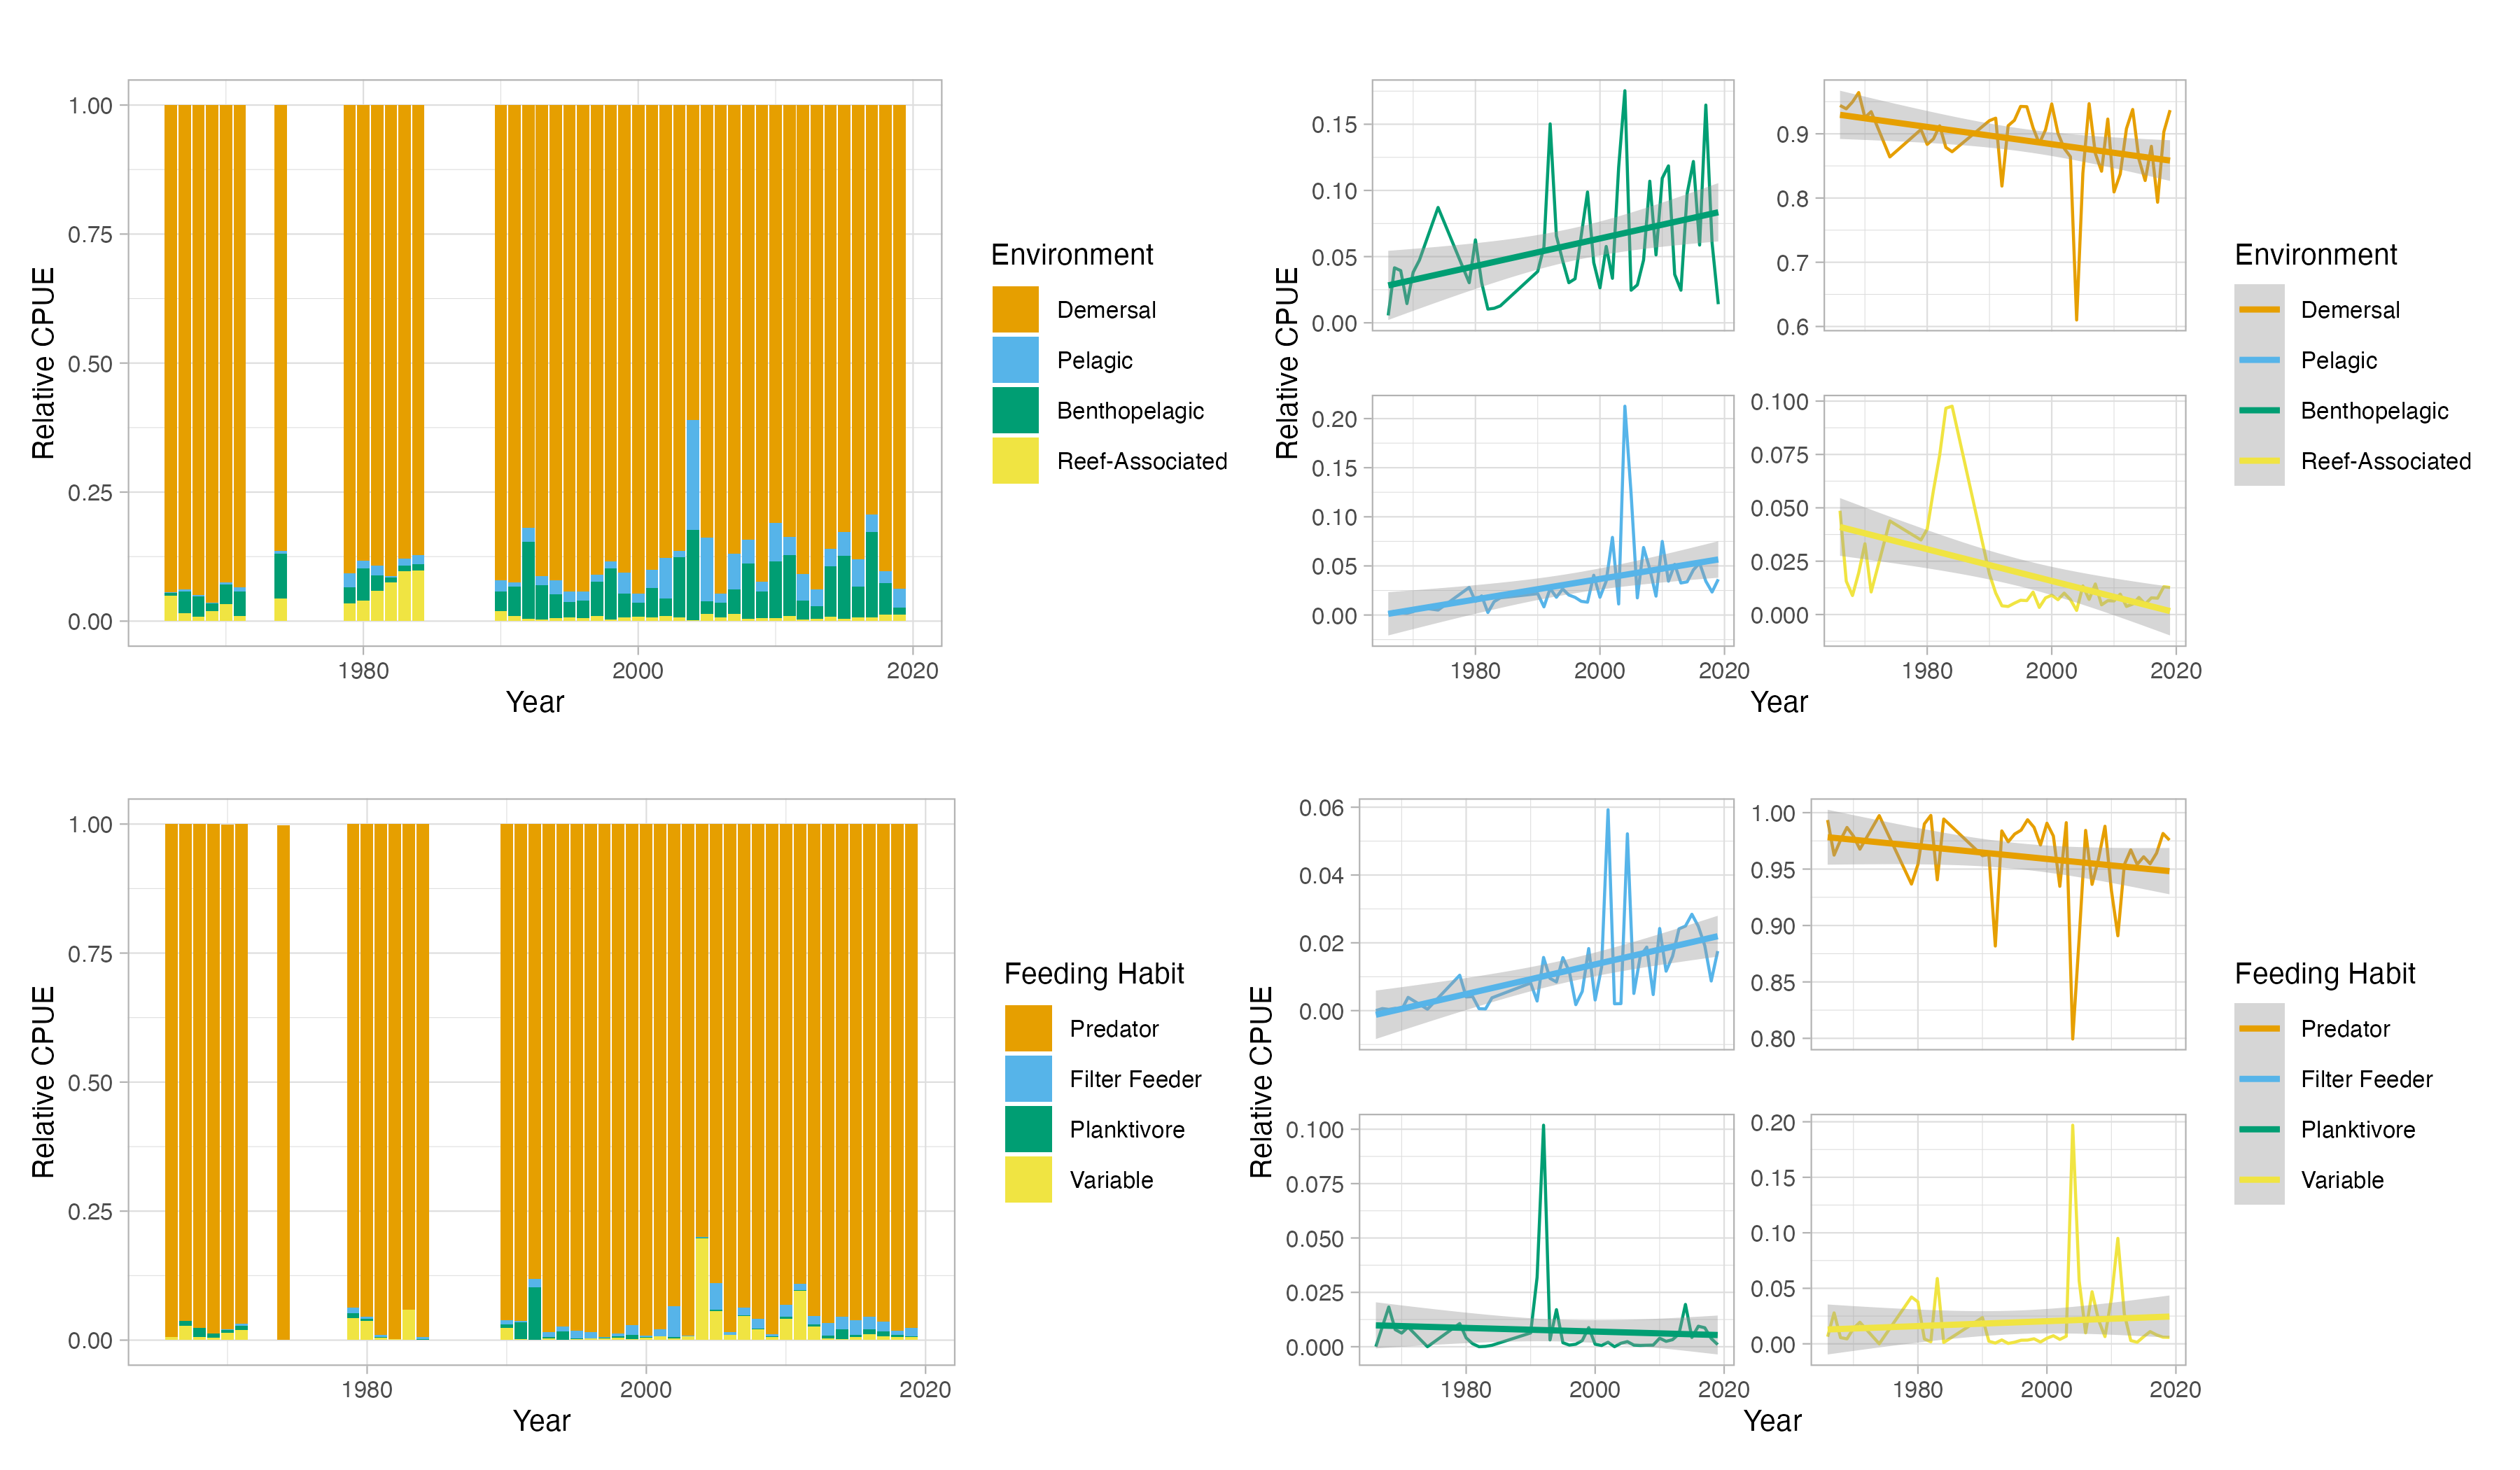 1.00
0.75
0.50
0.25
0.00
Relative CPUE
1980
2000
2020
Year
Environment
Demersal
Pelagic
Benthopelagic
Reef-Associated
0.15
0.10
0.05
0.00
0.9
0.8
0.7
0.6
Relative CPUE
0.20
0.15
0.10
0.05
0.00
0.100
0.075
0.050
0.025
0.000
1980
2000
2020
1980
2000
2020
Year
Environment
Demersal
Pelagic
Benthopelagic
Reef-Associated
1.00
0.75
0.50
0.25
0.00
Relative CPUE
1980
2000
2020
Year
Feeding Habit
Predator
Filter Feeder
Planktivore
Variable
0.06
0.04
0.02
0.00
1.00
0.95
0.90
0.85
0.80
Relative CPUE
0.100
0.075
0.050
0.025
0.000
0.20
0.15
0.10
0.05
0.00
1980
2000
2020
1980
2000
2020
Year
Feeding Habit
Predator
Filter Feeder
Planktivore
Variable